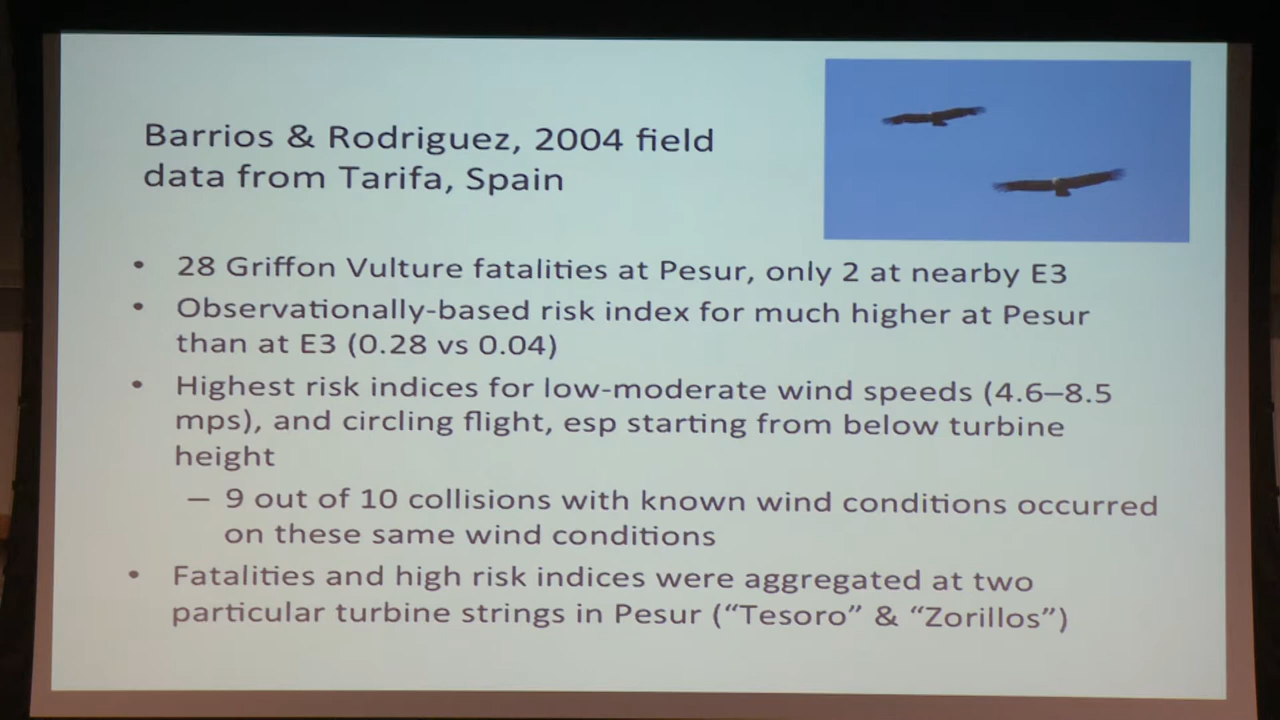 Barrios & Rodriguez, 2004 field
data from Tarifa, Spain
• 28 Griffon Vulture fatalities at Pesur, only 2 at nearby E3
• Observationally-based risk index for much higher at Pesur
than at E3 (0.28 vs 0.04)
• Highest risk indices for low-moderate wind speeds (4.6–8.5
mps), and circling flight, esp starting from below turbine
height
– 9 out of 10 collisions with known wind conditions occurred
on these same wind conditions
• Fatalities and high risk indices were aggregated at two
particular turbine strings in Pesur (“Tesoro” & “Zorillos”)